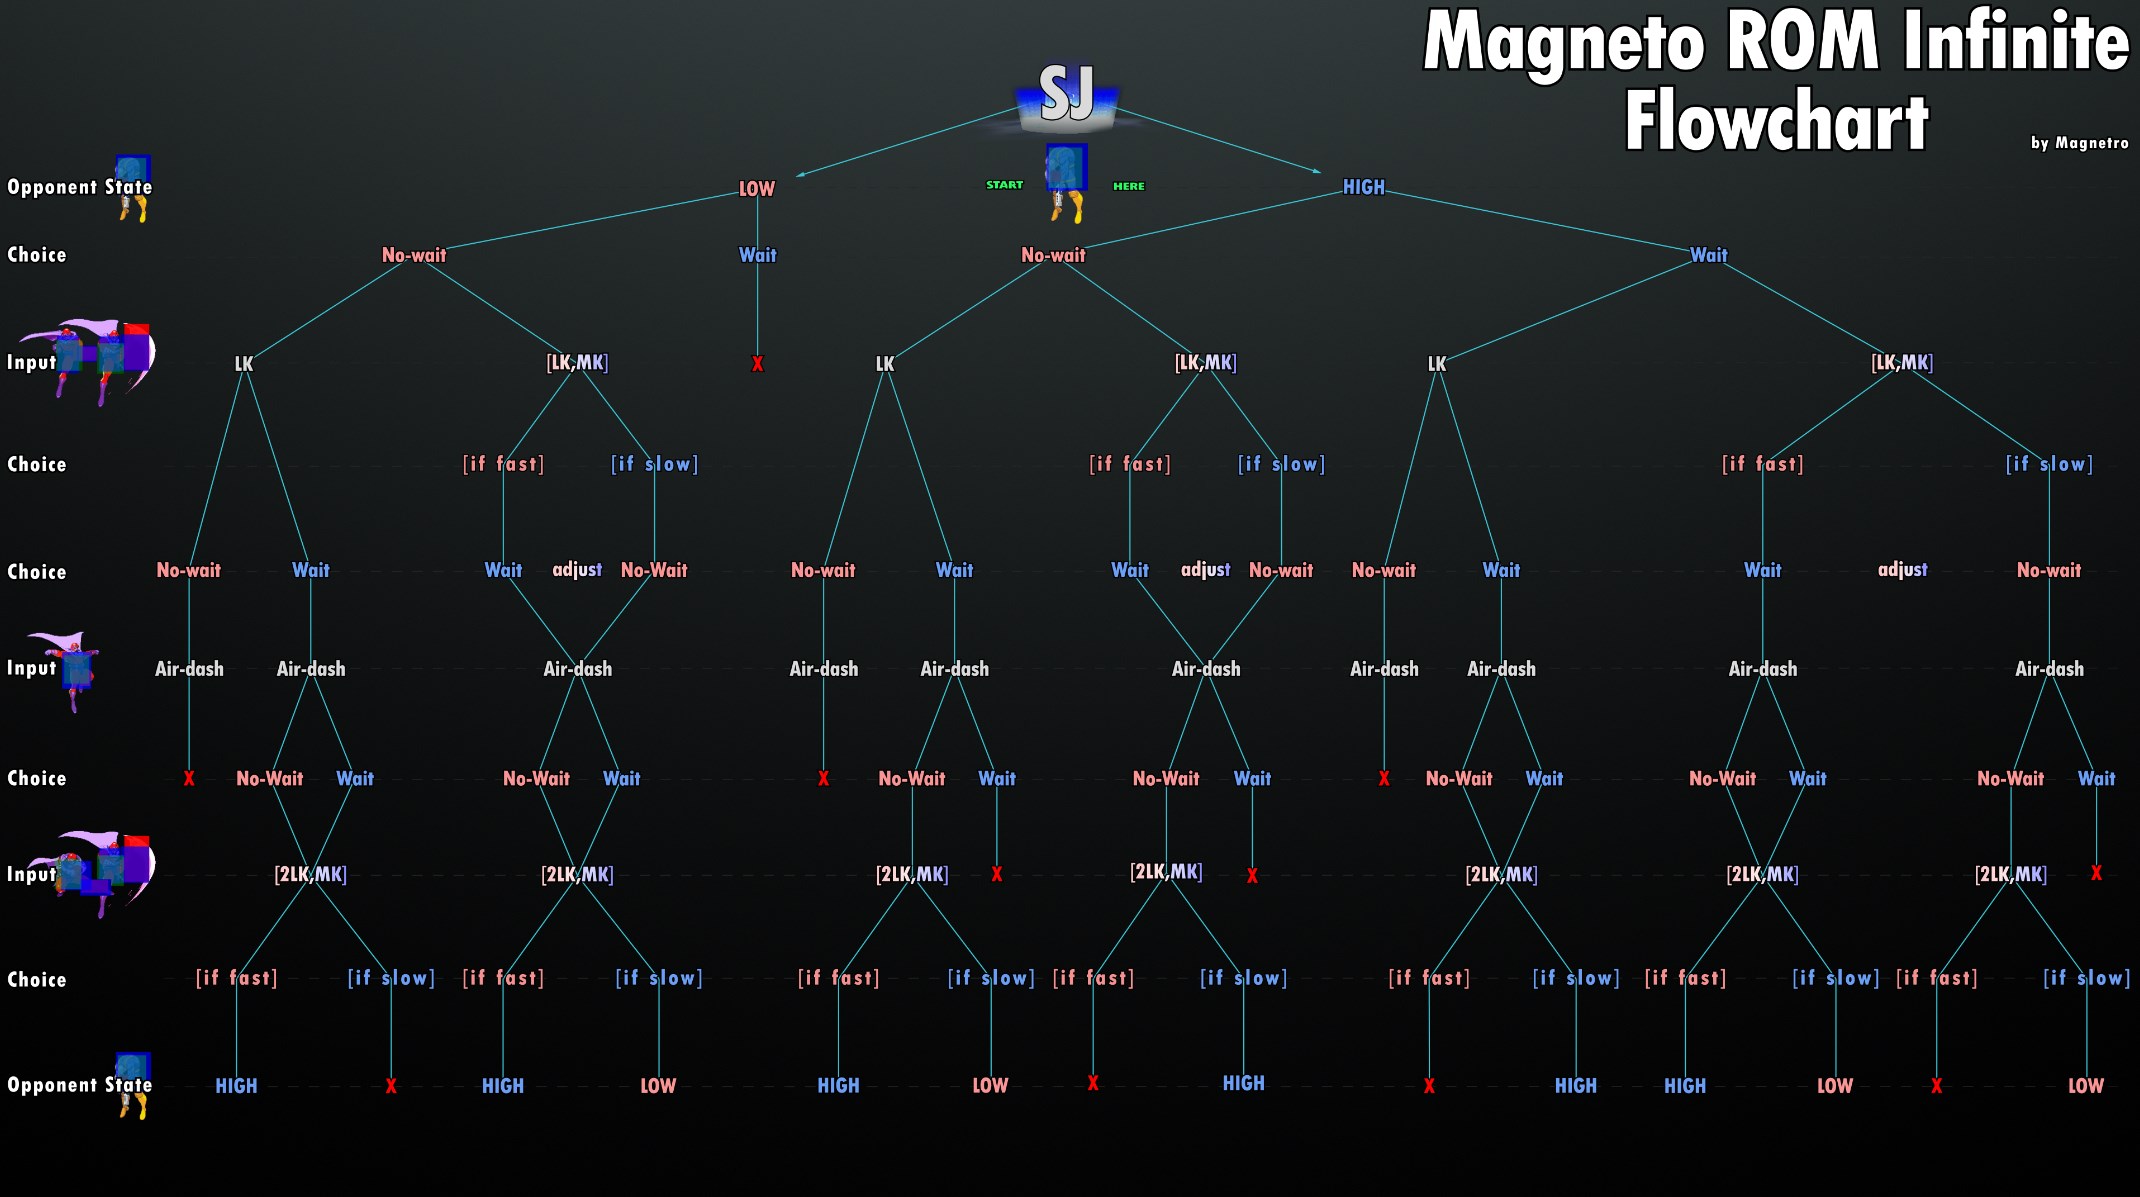 Magneto ROM Infinite
Flowchart
by Magnetro
SJ
Opponent State LOW START HERE HIGH
Choice No-wait Wait No-wait Wait
Input LK [LK,MK] X LK [LK,MK] LK [LK,MK]
Choice [if fast] [if slow] [if fast] [if slow] [if fast] [if slow]
Choice No-wait Wait Wait adjust No-Wait No-wait Wait Wait adjust No-wait No-wait Wait Wait adjust No-wait
Input Air-dash Air-dash Air-dash Air-dash Air-dash Air-dash Air-dash Air-dash Air-dash Air-dash
Choice X No-Wait Wait No-Wait Wait X No-Wait Wait No-Wait Wait X No-Wait Wait No-Wait Wait No-Wait Wait
Input [2LK,MK] [2LK,MK] [2LK,MK] X [2LK,MK] X [2LK,MK] [2LK,MK] [2LK,MK] X
Choice [if fast] [if slow] [if fast] [if slow] [if fast] [if slow] [if fast] [if slow] [if fast] [if slow] [if fast] [if slow] [if fast] [if slow]
Opponent State HIGH X HIGH LOW HIGH LOW X HIGH X HIGH HIGH LOW X LOW